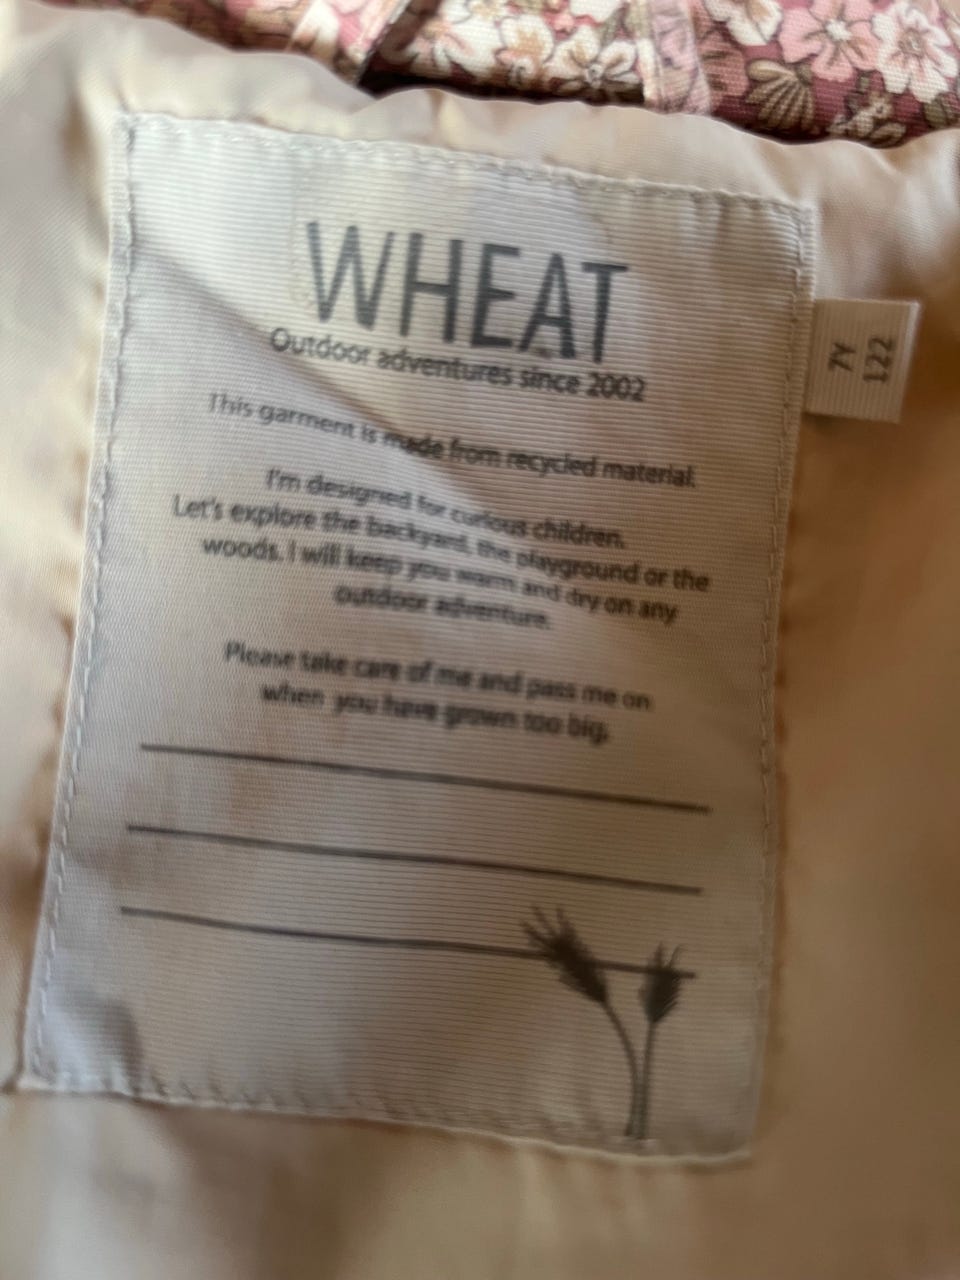 WHEAT
Outdoor adventures since 2002
This garment is made from recycled material.
I'm designed for curious children.
Let's explore the backyard, the playground or the
woods. I will keep you warm and dry on any
outdoor adventure.
Please take care of me and pass me on
when you have grown too big.
7Y
122